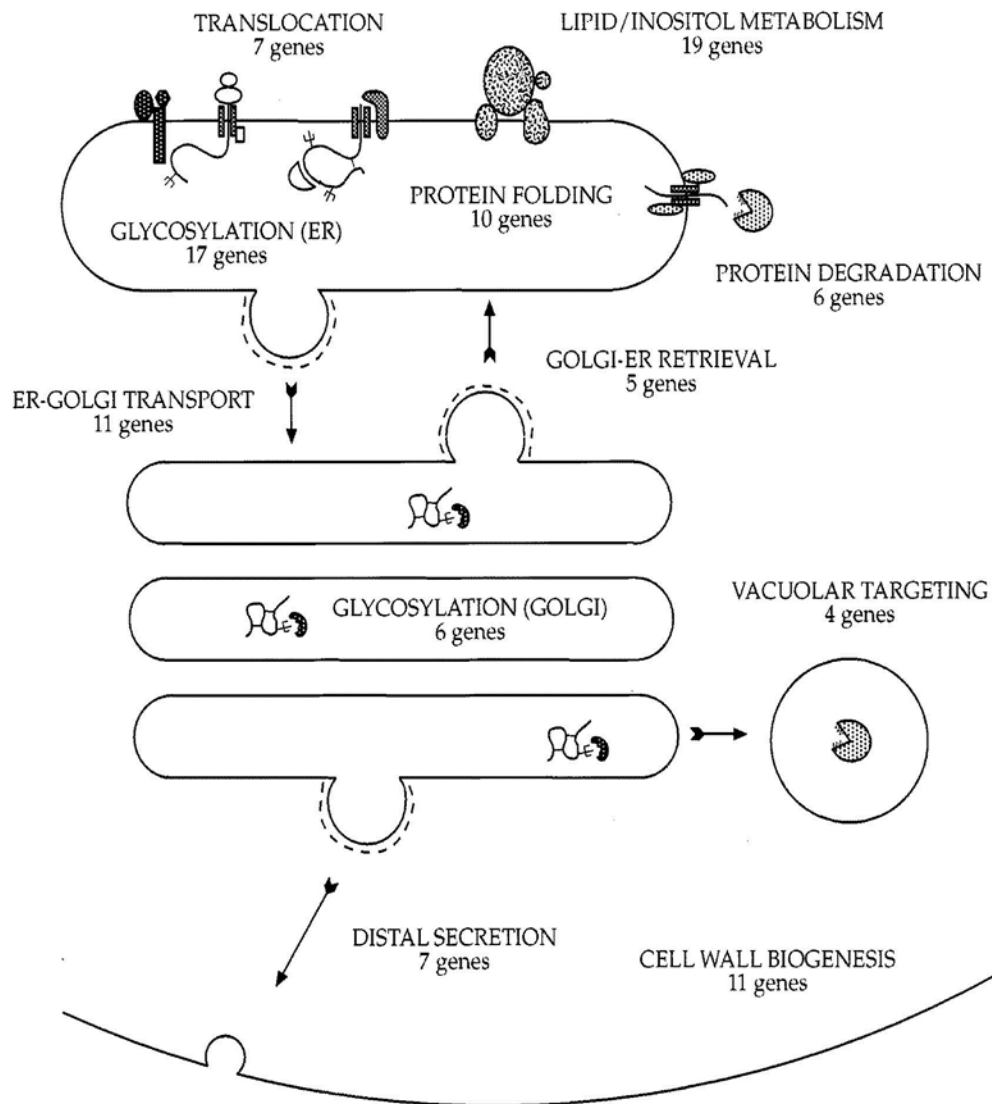 TRANSLOCATION
7 genes
LIPID/INOSITOL METABOLISM
19 genes
PROTEIN FOLDING
10 genes
GLYCOSYLATION (ER)
17 genes
PROTEIN DEGRADATION
6 genes
GOLGI-ER RETRIEVAL
5 genes
ER-GOLGI TRANSPORT
11 genes
VACUOLAR TARGETING
4 genes
GLYCOSYLATION (GOLGI)
6 genes
DISTAL SECRETION
7 genes
CELL WALL BIOGENESIS
11 genes